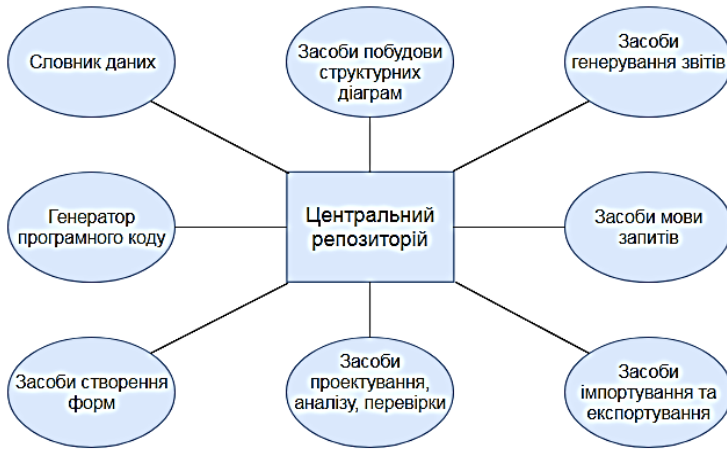 Словник даних
Засоби побудови
структурних
діаграм
Засоби
генерування звітів
Генератор
програмного коду
Центральний
репозиторій
Засоби мови
запитів
Засоби створення
форм
Засоби
проектування,
аналізу, перевірки
Засоби
імпортування та
експортування